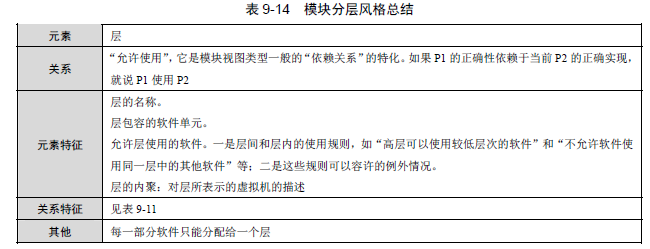 表 9-14 模块分层风格总结
元素
层
关系
“允许使用”，它是模块视图类型一般的“依赖关系”的特化。如果 P1 的正确性依赖于当前 P2 的正确实现，
就说 P1 使用 P2
元素特征
层的名称。
层包容的软件单元。
允许层使用的软件。一是层间和层内的使用规则，如“高层可以使用较低层次的软件”和“不允许软件使
用同一层中的其他软件”等；二是这些规则可以容许的例外情况。
层的内聚：对层所表示的虚拟机的描述
关系特征
见表 9-11
其他
每一部分软件只能分配给一个层